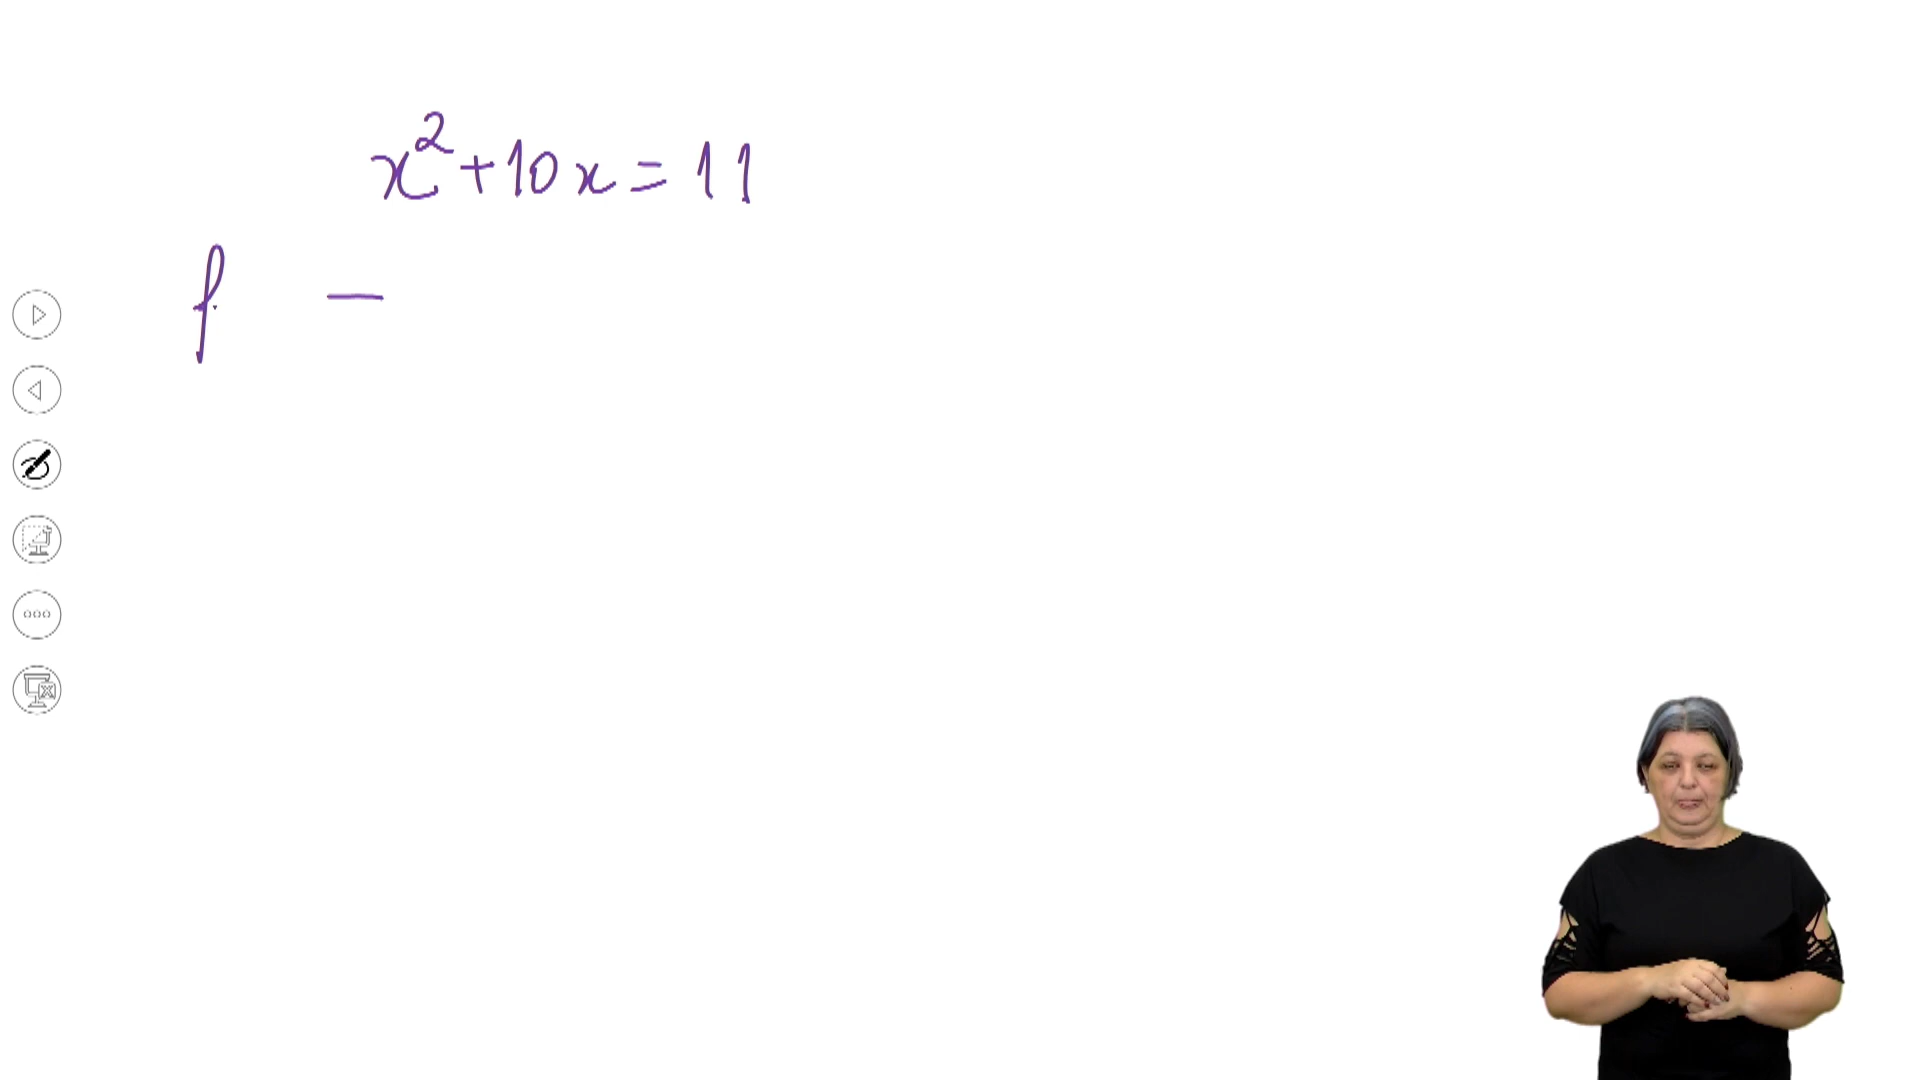 x²+10x=11
f —